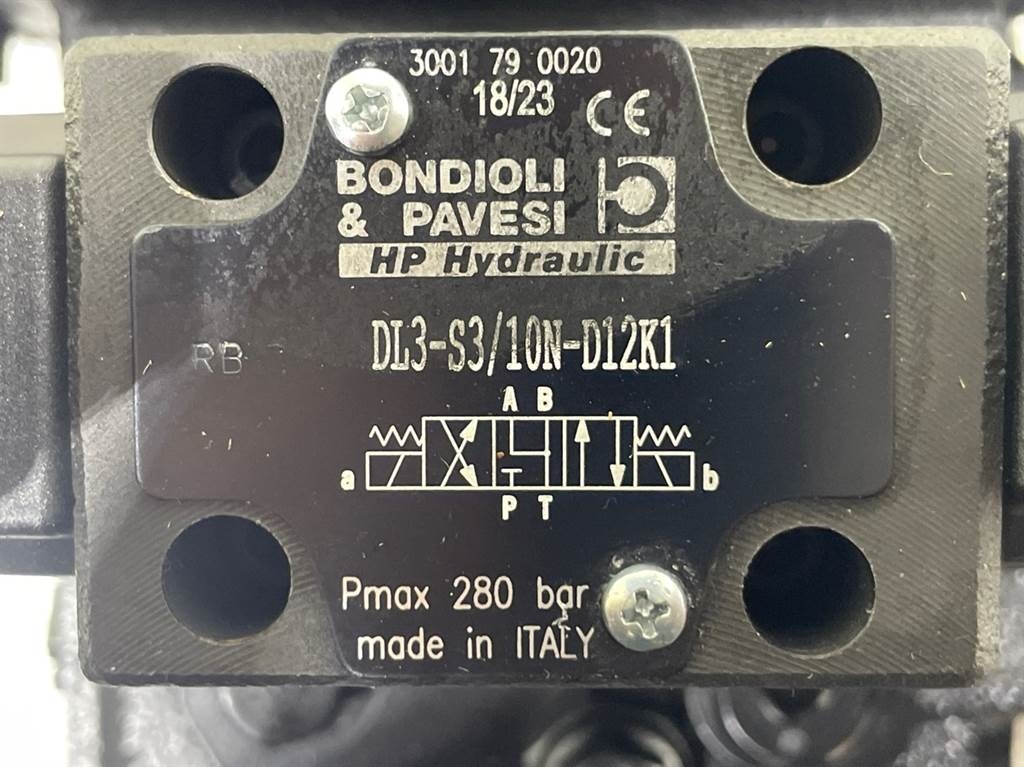 3001 79 0020
18/23 CE
BONDIOLI
& PAVESI
HP Hydraulic
RB
DL3-S3/10N-D12K1
A B
a b
P T
Pmax 280 bar
made in ITALY